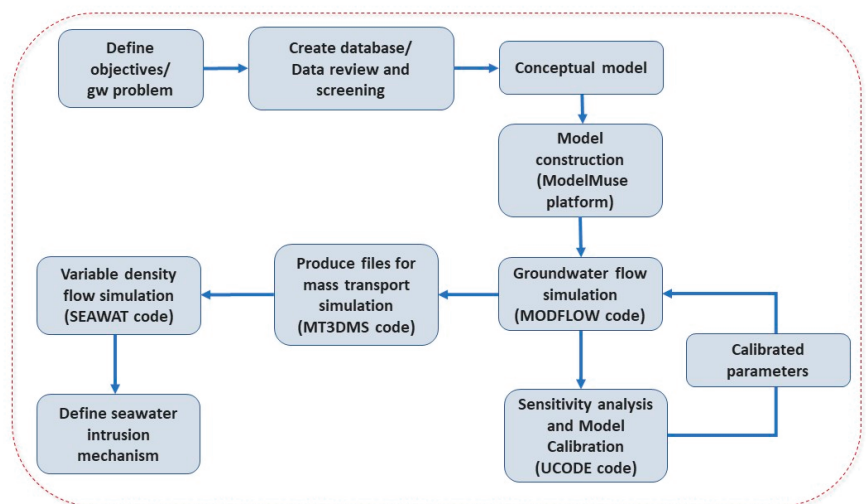 Define
objectives/
gw problem
Create database/
Data review and
screening
Conceptual model
Model
construction
(ModelMuse
platform)
Groundwater flow
simulation
(MODFLOW code)
Produce files for
mass transport
simulation
(MT3DMS code)
Variable density
flow simulation
(SEAWAT code)
Define seawater
intrusion
mechanism
Sensitivity analysis
and Model
Calibration
(UCODE code)
Calibrated
parameters